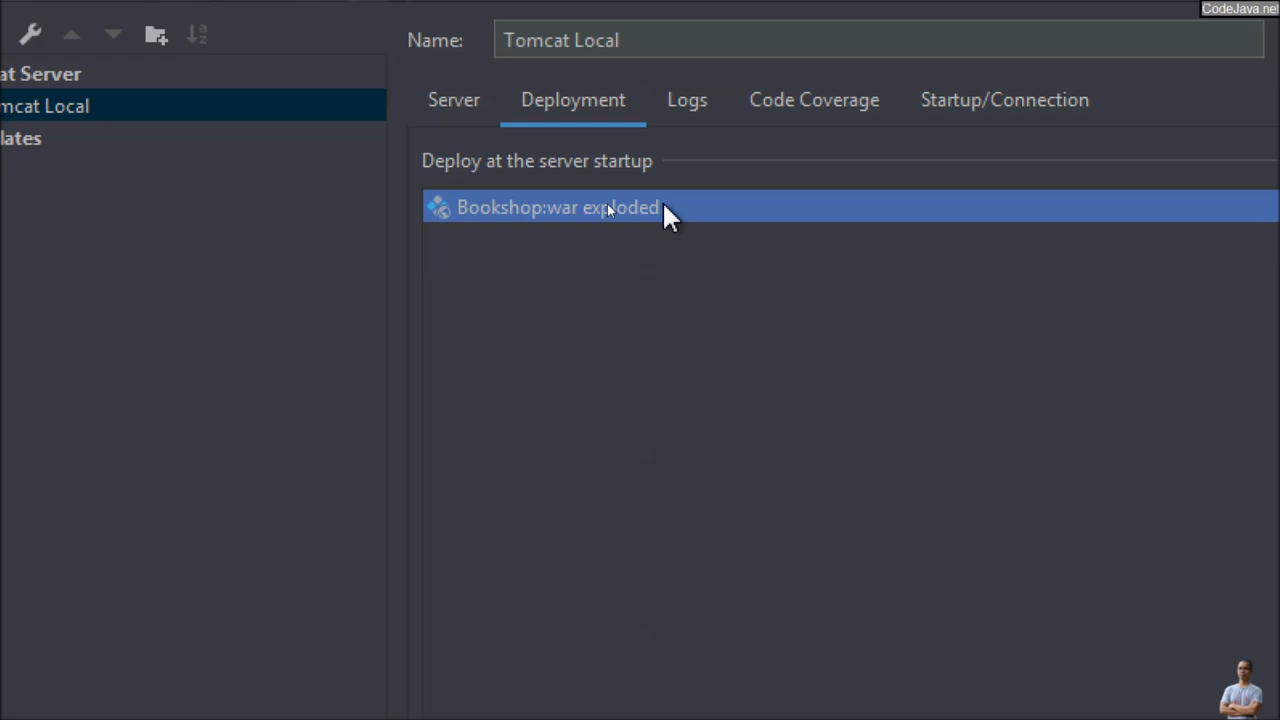 CodeJava.net
Name: Tomcat Local
at Server
mcat Local
lates
Server Deployment Logs Code Coverage Startup/Connection
Deploy at the server startup
Bookshop:war exploded